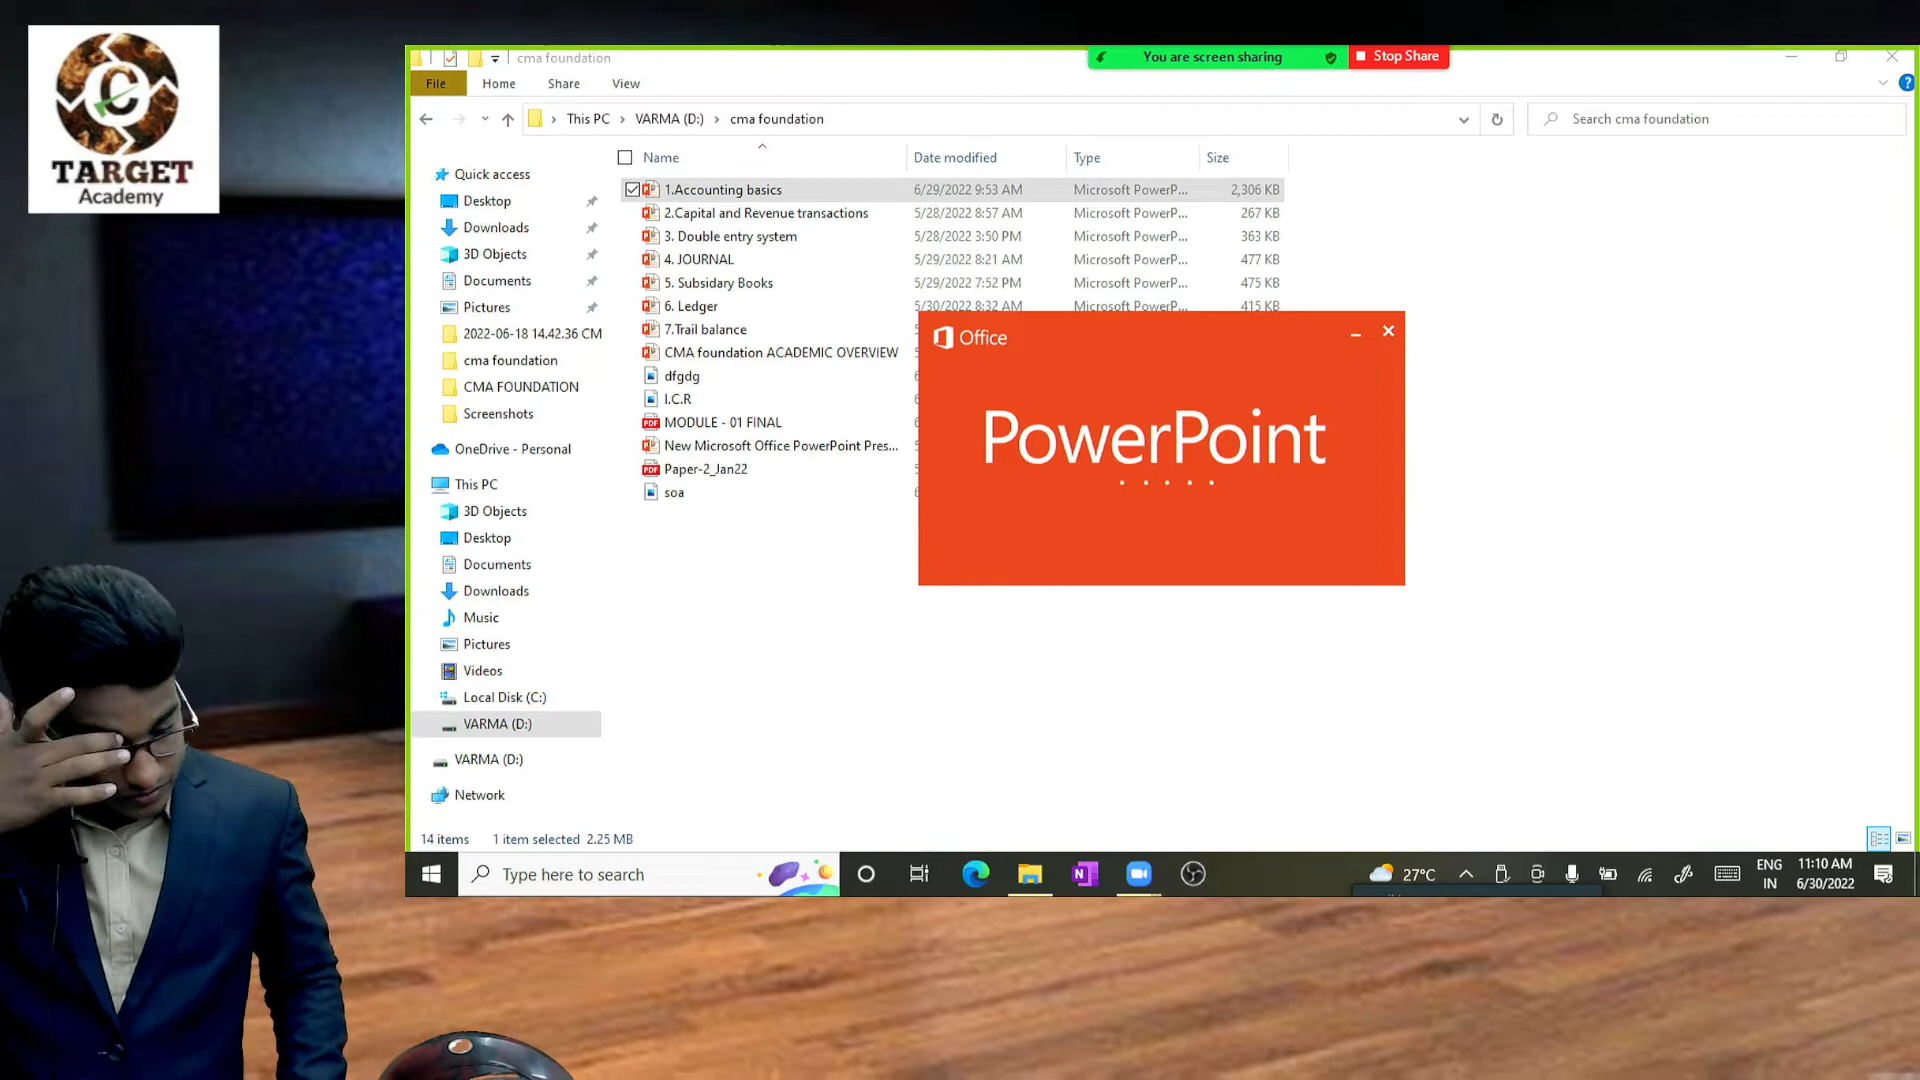 C
TARGET
Academy
cma foundation
You are screen sharing
Stop Share
File
Home
Share
View
This PC
VARMA (D:)
cma foundation
Search cma foundation
Name
Date modified
Type
Size
1.Accounting basics 6/29/2022 9:53 AM Microsoft PowerP... 2,306 KB
2.Capital and Revenue transactions 5/28/2022 8:57 AM Microsoft PowerP... 267 KB
3. Double entry system 5/28/2022 3:50 PM Microsoft PowerP... 363 KB
4. JOURNAL 5/29/2022 8:21 AM Microsoft PowerP... 477 KB
5. Subsidary Books 5/29/2022 7:52 PM Microsoft PowerP... 475 KB
6. Ledger 5/30/2022 8:32 AM Microsoft PowerP... 415 KB
7.Trail balance
CMA foundation ACADEMIC OVERVIEW
dfgdg
I.C.R
MODULE - 01 FINAL
New Microsoft Office PowerPoint Pres...
Paper-2_Jan22
soa
Office
PowerPoint
Quick access
Desktop
Downloads
3D Objects
Documents
Pictures
2022-06-18 14.42.36 CM
cma foundation
CMA FOUNDATION
Screenshots
OneDrive - Personal
This PC
3D Objects
Desktop
Documents
Downloads
Music
Pictures
Videos
Local Disk (C:)
VARMA (D:)
VARMA (D:)
Network
14 items 1 item selected 2.25 MB
Type here to search
27°C
ENG
IN
11:10 AM
6/30/2022